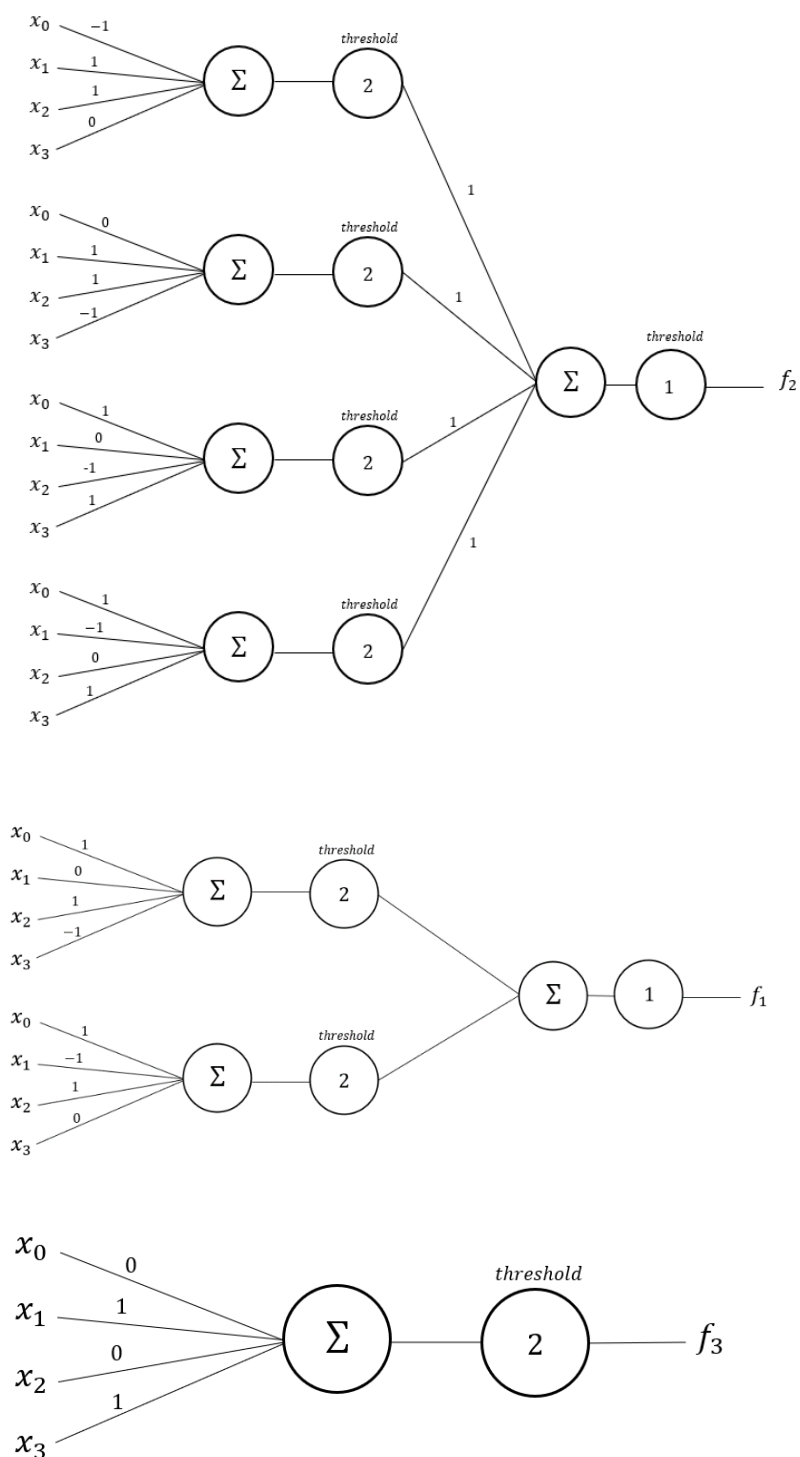 x₀ −1
x₁ 1
x₂ 1
x₃ 0
Σ
threshold
2
1
x₀ 0
x₁ 1
x₂ 1
x₃ −1
Σ
threshold
2
1
Σ
threshold
1
f₂
x₀ 1
x₁ 0
x₂ -1
x₃ 1
Σ
threshold
2
1
x₀ 1
x₁ −1
x₂ 0
x₃ 1
Σ
threshold
2
1
x₀ 1
x₁ 0
x₂ 1
x₃ −1
Σ
threshold
2
Σ
1
f₁
x₀ 1
x₁ −1
x₂ 1
x₃ 0
Σ
threshold
2
x₀ 0
x₁ 1
x₂ 0
x₃ 1
Σ
threshold
2
f₃